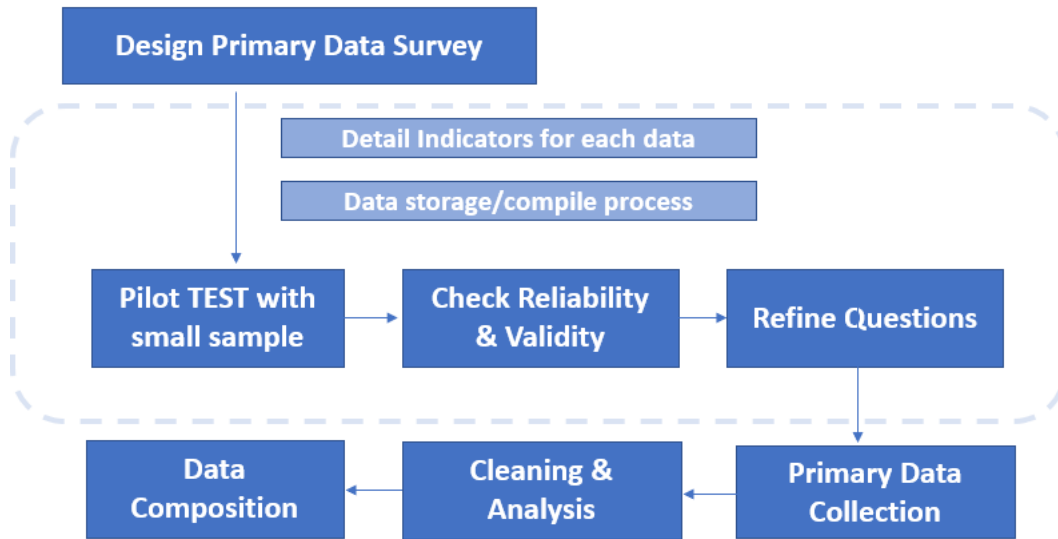 Design Primary Data Survey
Detail Indicators for each data
Data storage/compile process
Pilot TEST with
small sample
Check Reliability
& Validity
Refine Questions
Data
Composition
Cleaning &
Analysis
Primary Data
Collection